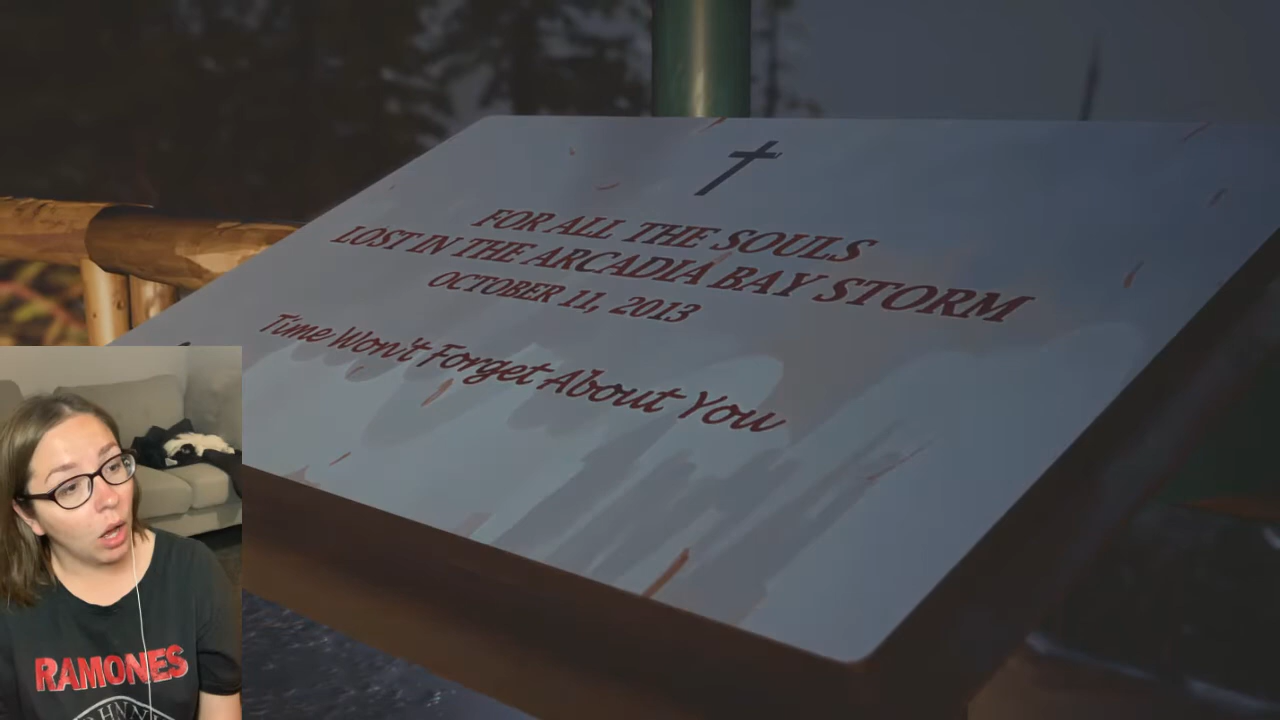 FOR ALL THE SOULS
LOST IN THE ARCADIA BAY STORM
OCTOBER 11, 2013
Time Won't Forget About You
RAMONES